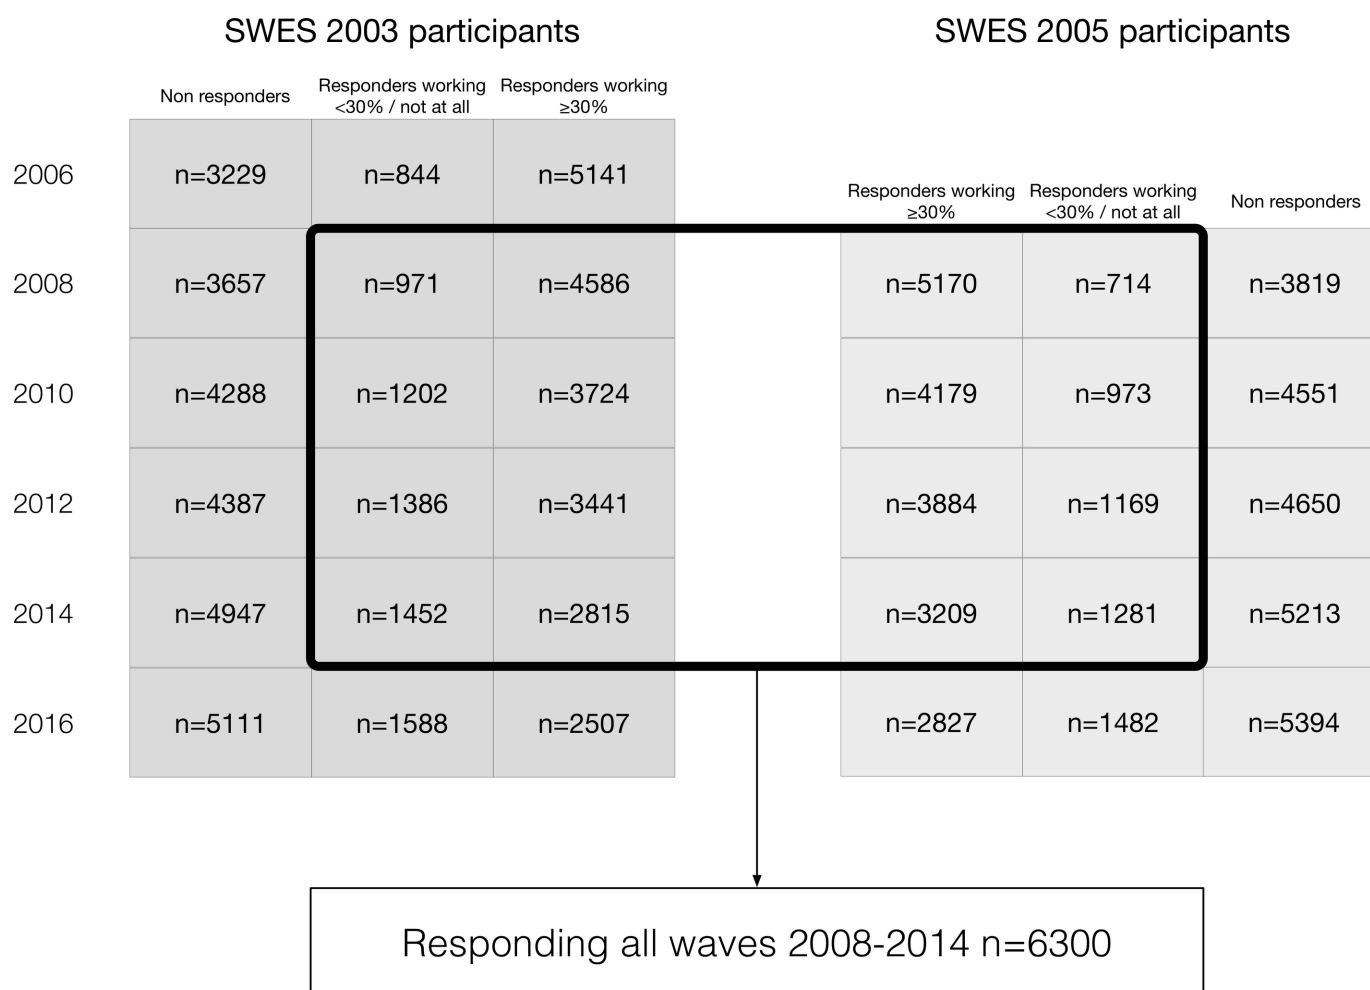 SWES 2003 participants
SWES 2005 participants
Non responders
Responders working
<30% / not at all
Responders working
≥30%
2006
n=3229
n=844
n=5141
Responders working
≥30%
Responders working
<30% / not at all
Non responders
2008
n=3657
n=971
n=4586
n=5170
n=714
n=3819
2010
n=4288
n=1202
n=3724
n=4179
n=973
n=4551
2012
n=4387
n=1386
n=3441
n=3884
n=1169
n=4650
2014
n=4947
n=1452
n=2815
n=3209
n=1281
n=5213
2016
n=5111
n=1588
n=2507
n=2827
n=1482
n=5394
Responding all waves 2008-2014 n=6300